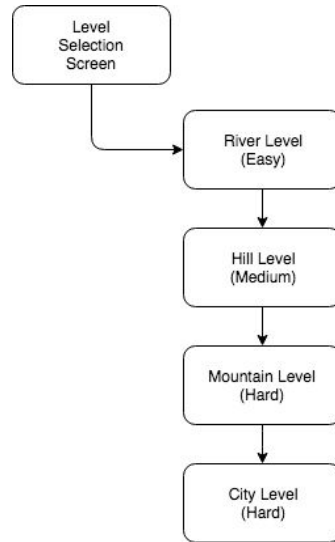 Level
Selection
Screen
River Level
(Easy)
Hill Level
(Medium)
Mountain Level
(Hard)
City Level
(Hard)